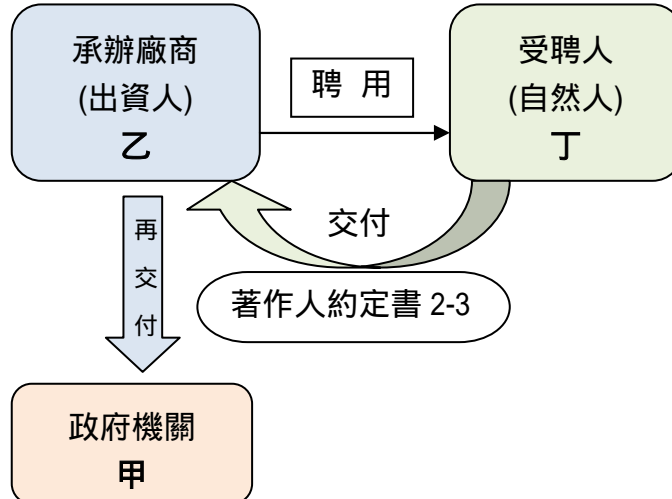 承辦廠商
(出資人)
乙
聘 用
受聘人
(自然人)
丁
交付
著作人約定書 2-3
再
交
付
政府機關
甲